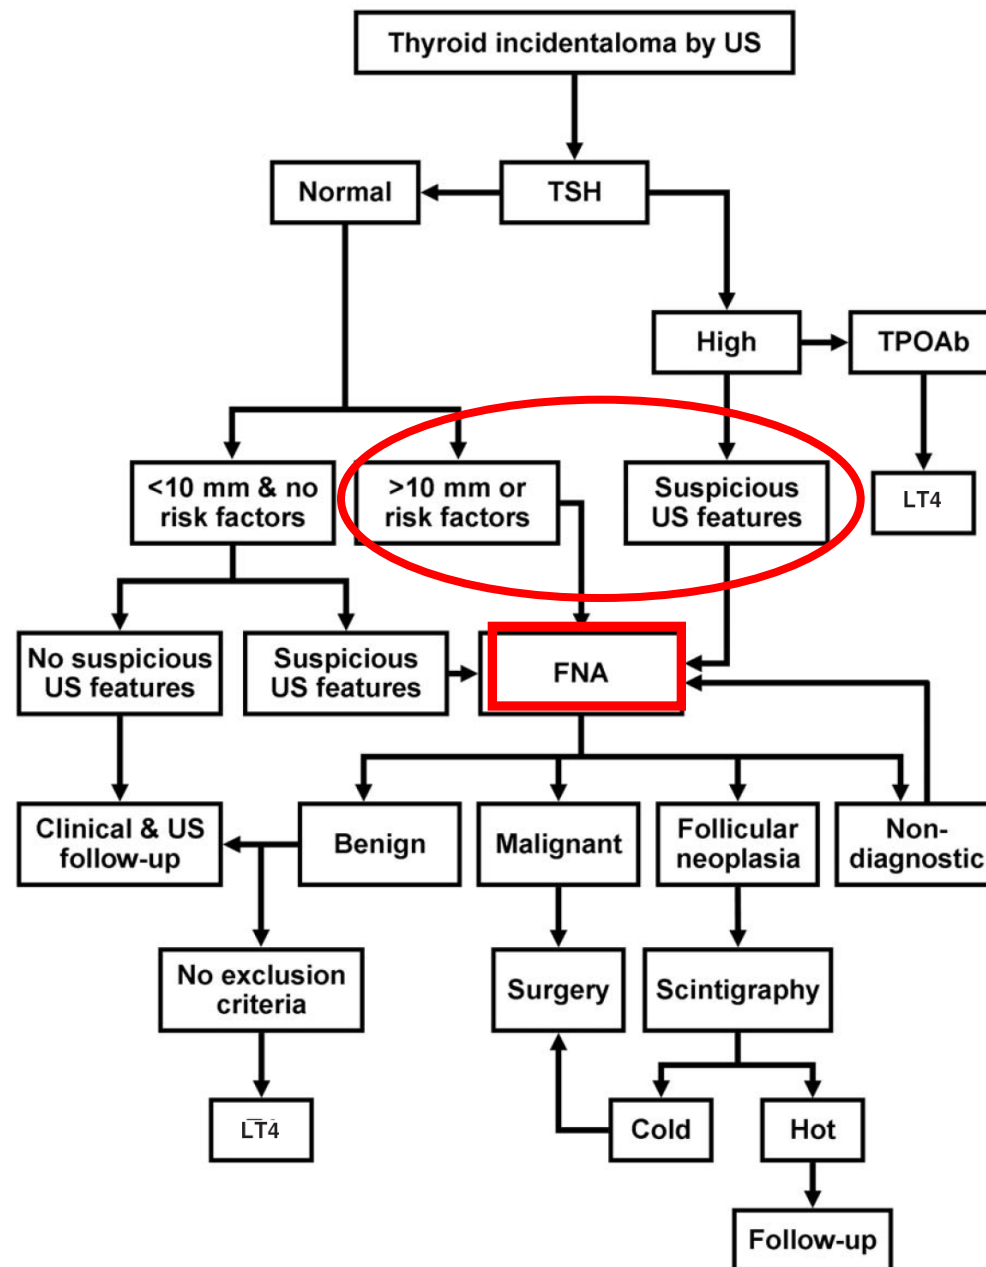 Thyroid incidentaloma by US
Normal
TSH
High
TPOAb
<10 mm & no
risk factors
>10 mm or
risk factors
Suspicious
US features
LT4
No suspicious
US features
Suspicious
US features
FNA
Clinical & US
follow-up
Benign
Malignant
Follicular
neoplasia
Non-
diagnostic
No exclusion
criteria
Surgery
Scintigraphy
LT4
Cold
Hot
Follow-up